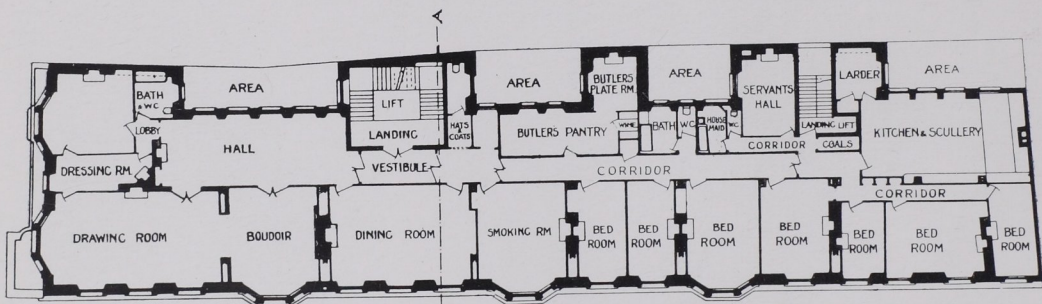 A
BATH
& WC
AREA
LIFT
LANDING
HATS
&
COATS
AREA
BUTLERS
PLATE RM.
AREA
SERVANTS
HALL
LARDER
AREA
LOBBY
HALL
BUTLERS PANTRY
WINE
BATH
WC
HOUSE
MAID
WC
LANDING
LIFT
KITCHEN & SCULLERY
COALS
CORRIDOR
DRESSING RM.
VESTIBULE
CORRIDOR
CORRIDOR
DRAWING ROOM
BOUDOIR
DINING ROOM
SMOKING RM
BED
ROOM
BED
ROOM
BED
ROOM
BED
ROOM
BED
ROOM
BED
ROOM
BED
ROOM